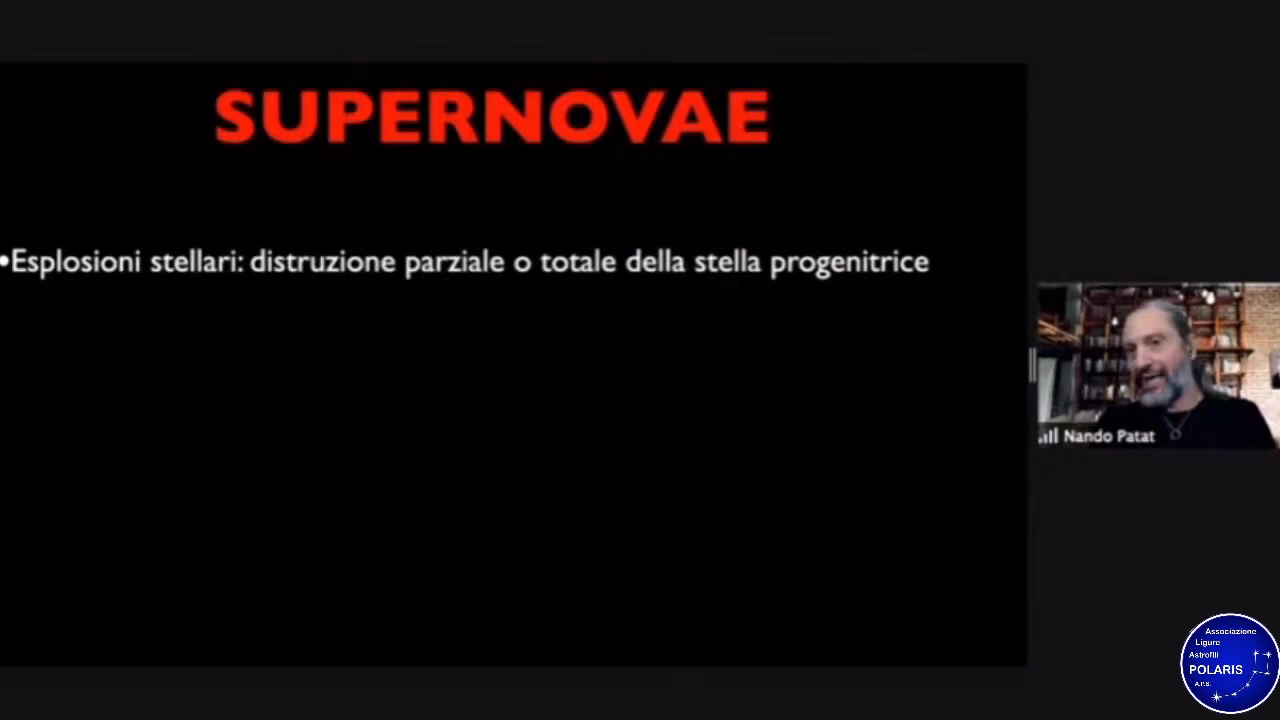 SUPERNOVAE
•Esplosioni stellari: distruzione parziale o totale della stella progenitrice
Nando Patat
Associazione
Ligure
Astrofili
POLARIS
A.P.S.